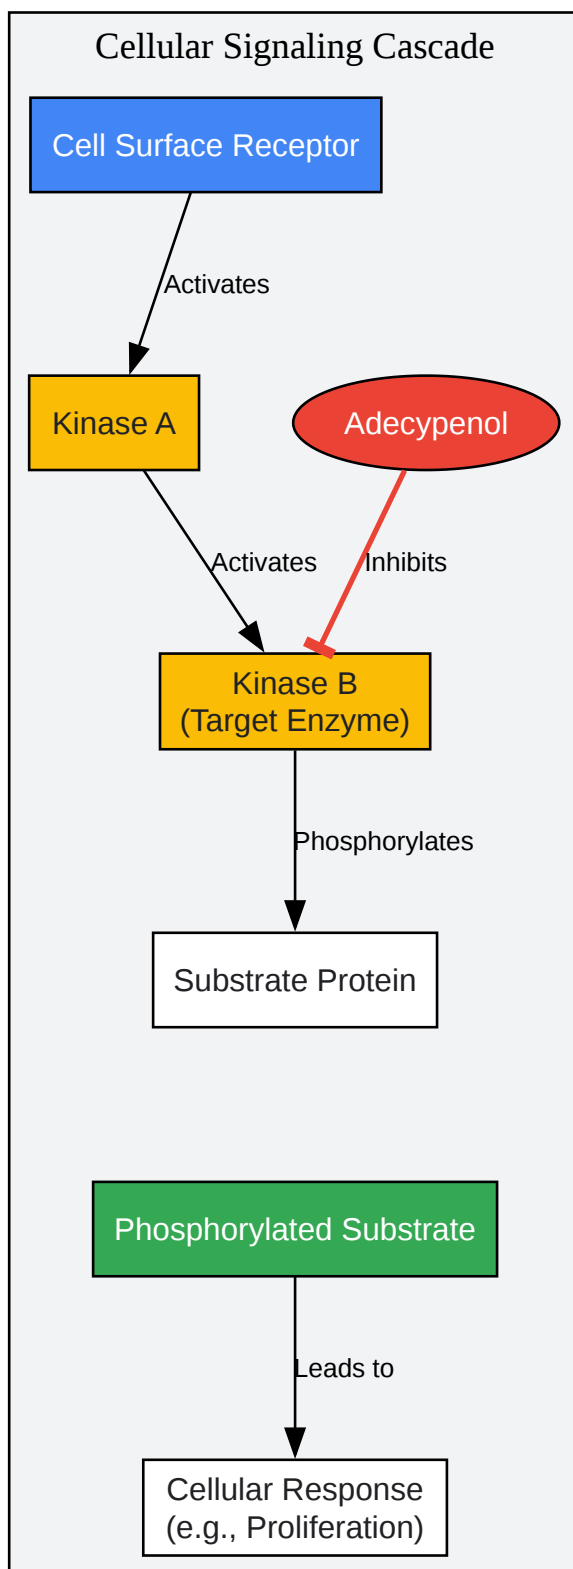 Cellular Signaling Cascade
Cell Surface Receptor
Activates
Kinase A
Adecypenol
Activates
Inhibits
Kinase B
(Target Enzyme)
Phosphorylates
Substrate Protein
Phosphorylated Substrate
Leads to
Cellular Response
(e.g., Proliferation)